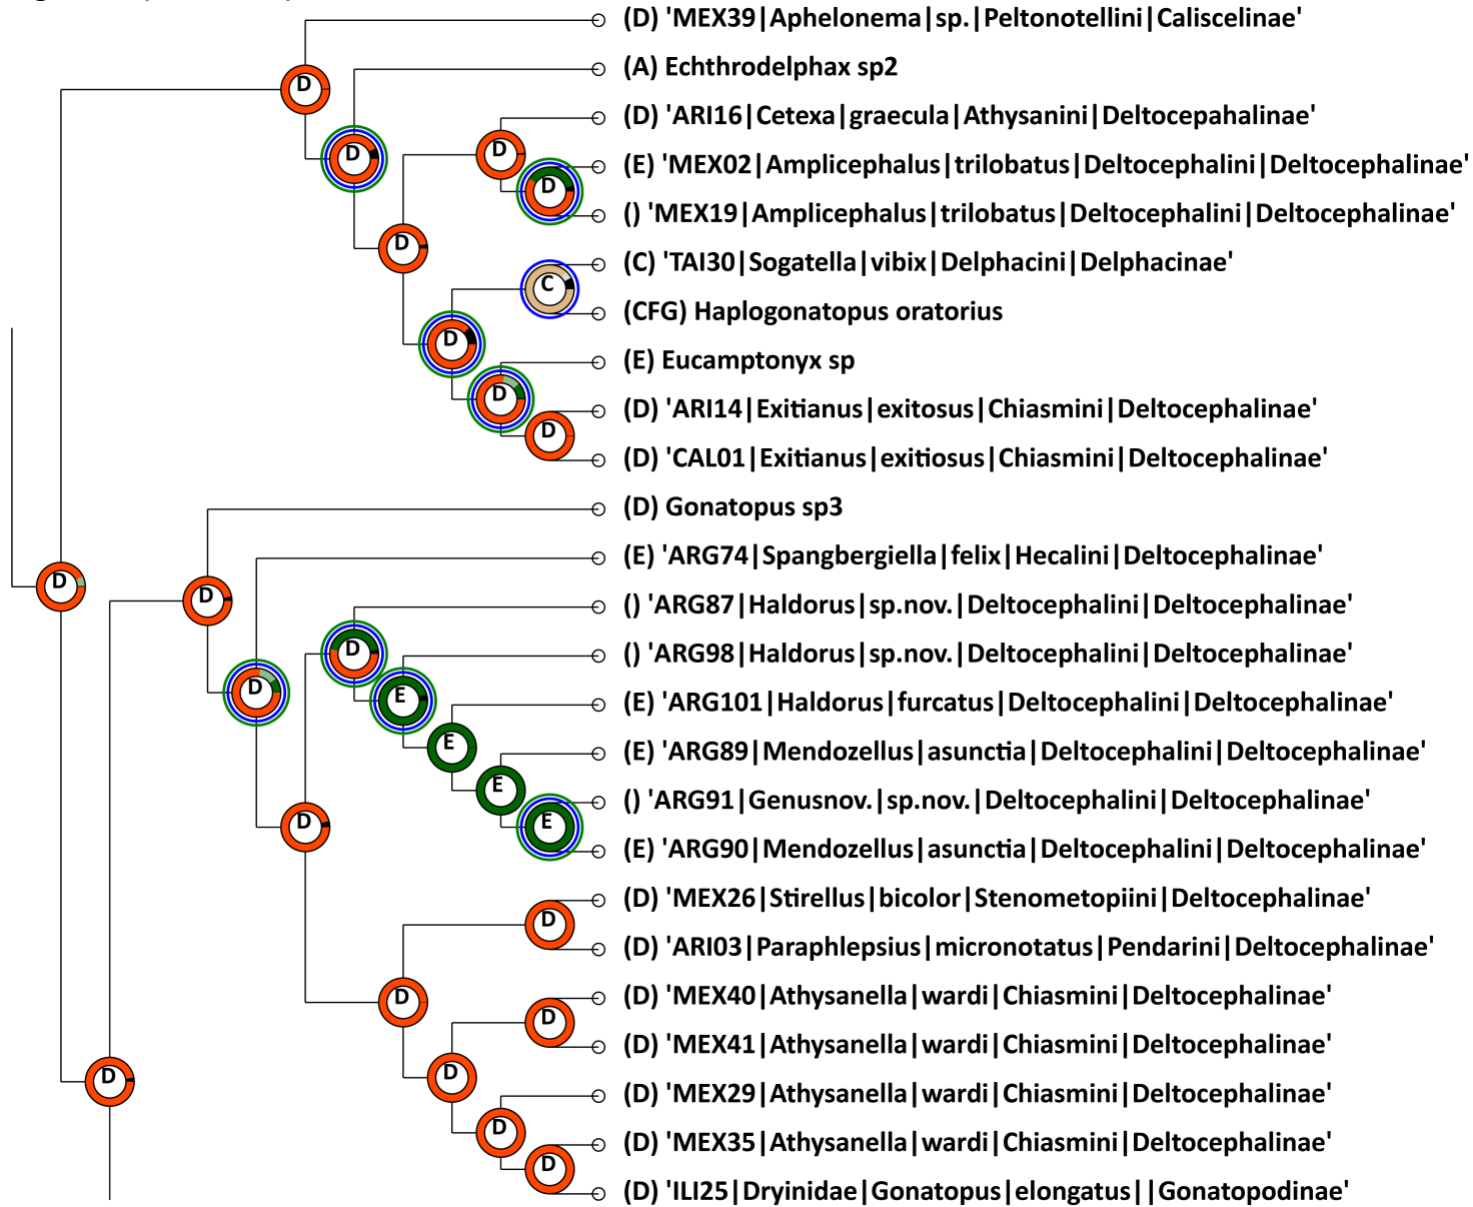 (D) 'MEX39|Aphelonema|sp.|Peltonotellini|Caliscelinae'
(A) Echthrodelphax sp2
(D) 'ARI16|Cetexa|graecula|Athysanini|Deltocepahalinae'
(E) 'MEX02|Amplicephalus|trilobatus|Deltocephalini|Deltocephalinae'
() 'MEX19|Amplicephalus|trilobatus|Deltocephalini|Deltocephalinae'
(C) 'TAI30|Sogatella|vibix|Delphacini|Delphacinae'
(CFG) Haplogonatopus oratorius
(E) Eucamptonyx sp
(D) 'ARI14|Exitianus|exitosus|Chiasmini|Deltocephalinae'
(D) 'CAL01|Exitianus|exitiosus|Chiasmini|Deltocephalinae'
(D) Gonatopus sp3
(E) 'ARG74|Spangbergiella|felix|Hecalini|Deltocephalinae'
() 'ARG87|Haldorus|sp.nov.|Deltocephalini|Deltocephalinae'
() 'ARG98|Haldorus|sp.nov.|Deltocephalini|Deltocephalinae'
(E) 'ARG101|Haldorus|furcatus|Deltocephalini|Deltocephalinae'
(E) 'ARG89|Mendozellus|asunctia|Deltocephalini|Deltocephalinae'
() 'ARG91|Genusnov.|sp.nov.|Deltocephalini|Deltocephalinae'
(E) 'ARG90|Mendozellus|asunctia|Deltocephalini|Deltocephalinae'
(D) 'MEX26|Stirellus|bicolor|Stenometopiini|Deltocephalinae'
(D) 'ARI03|Paraphlepsius|micronotatus|Pendarini|Deltocephalinae'
(D) 'MEX40|Athysanella|wardi|Chiasmini|Deltocephalinae'
(D) 'MEX41|Athysanella|wardi|Chiasmini|Deltocephalinae'
(D) 'MEX29|Athysanella|wardi|Chiasmini|Deltocephalinae'
(D) 'MEX35|Athysanella|wardi|Chiasmini|Deltocephalinae'
(D) 'ILI25|Dryinidae|Gonatopus|elongatus||Gonatopodinae'
D
D
D
D
D
C
D
D
D
D
D
D
D
E
E
E
E
D
D
D
D
D
D
D
D